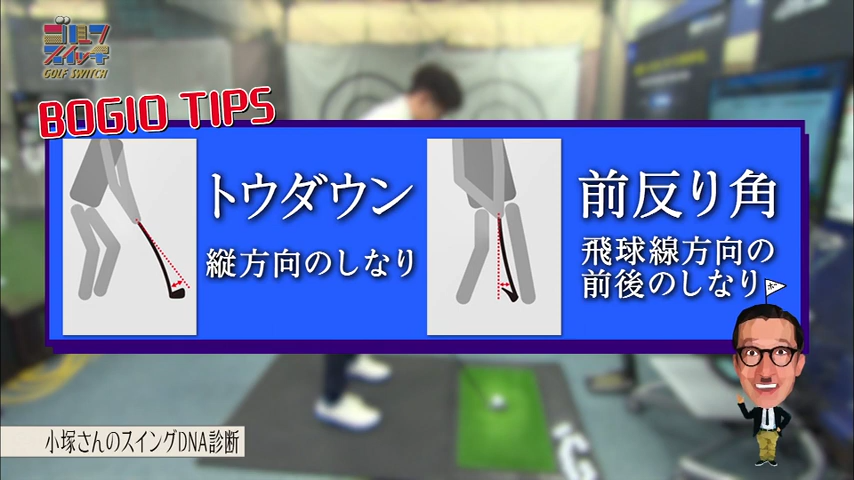 ゴルフ
スイッチ
GOLF SWITCH
BOGIO TIPS
トウダウン
縦方向のしなり
前反り角
飛球線方向の
前後のしなり
ボ
小塚さんのスイングDNA診断